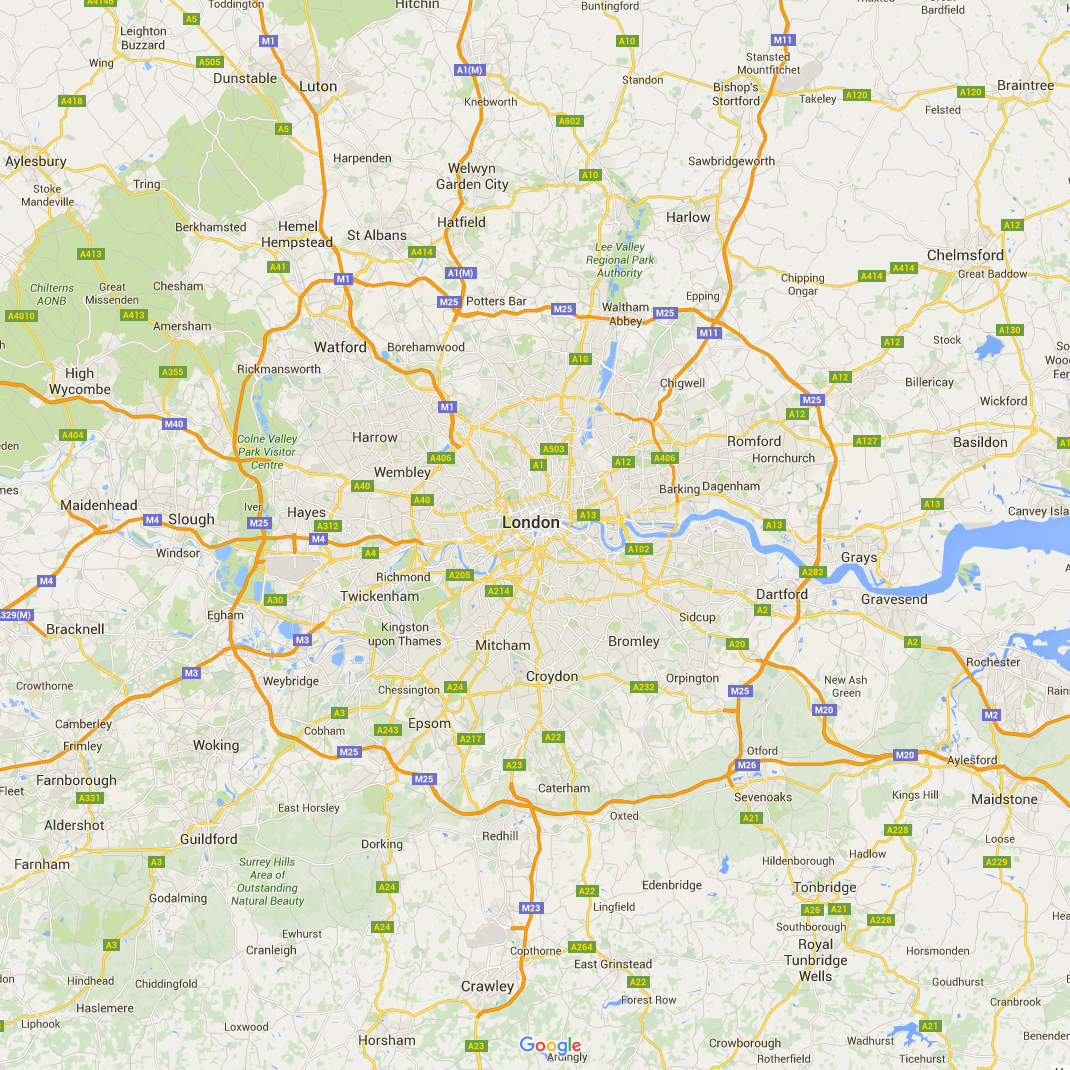 A4146
Toddington
Hitchin
Buntingford
Great
Bardfield
A5
Leighton
Buzzard
M1
A10
M11
Wing
A505
Dunstable
Luton
A1(M)
Standon
Stansted
Mountfitchet
Braintree
A418
Knebworth
Bishop's
Stortford
Takeley
A120
A120
Felsted
A5
A602
Aylesbury
Harpenden
Sawbridgeworth
Stoke
Mandeville
Tring
Welwyn
Garden City
A10
Berkhamsted
Hemel
Hempstead
St Albans
Hatfield
Harlow
A12
A413
A41
A414
Lee Valley
Regional Park
Authority
Chelmsford
Great Baddow
Chilterns
AONB
Great
Missenden
Chesham
M1
A1(M)
Chipping
Ongar
A414
A414
A4010
A413
Amersham
M25
Potters Bar
M25
Waltham
Abbey
M25
Epping
M11
A130
Stock
Watford
Borehamwood
A10
A12
High
Wycombe
A355
Rickmansworth
Chigwell
A12
Billericay
M25
Wickford
M40
M1
A12
A404
Colne Valley
Park Visitor
Centre
Harrow
A503
Romford
A127
Basildon
Wembley
A406
A1
A12
A406
Hornchurch
Maidenhead
A40
A40
Barking
Dagenham
A13
Canvey Island
M4
Slough
Iver
M25
Hayes
A312
London
A13
A13
Windsor
M4
A4
A102
Grays
M4
Richmond
A205
A282
A214
Dartford
Gravesend
A329(M)
Egham
A30
Twickenham
A2
Sidcup
Bracknell
M3
Kingston
upon Thames
Mitcham
Bromley
A20
A2
Rochester
M3
Weybridge
Croydon
Orpington
New Ash
Green
Crowthorne
Chessington
A24
A232
M25
M20
M2
Camberley
A3
Epsom
Frimley
Woking
Cobham
A243
A217
A22
Otford
M25
M20
Aylesford
Farnborough
M25
A23
M26
Fleet
A331
Caterham
Sevenoaks
Kings Hill
Maidstone
Aldershot
East Horsley
Oxted
A21
Guildford
Redhill
A228
Loose
Farnham
A3
Dorking
Hildenborough
Hadlow
A229
Surrey Hills
Area of
Outstanding
Natural Beauty
A24
A22
Edenbridge
Tonbridge
Godalming
M23
Lingfield
A26
A21
A228
A24
Southborough
Ewhurst
A3
Cranleigh
Copthorne
A264
Royal
Tunbridge
Wells
Horsmonden
East Grinstead
Hindhead
Chiddingfold
Crawley
A22
Goudhurst
Haslemere
Forest Row
Cranbrook
Liphook
Loxwood
A21
Horsham
A23
Google
Ardingly
Crowborough
Rotherfield
Wadhurst
Ticehurst